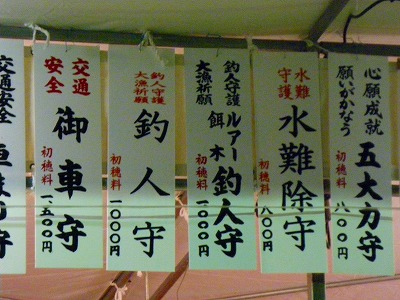 心願成就
願いがかなう
五大力守
八〇〇円
水難
守護
水難除守
初穂料
八〇〇円
釣人守護
大漁祈願
ルアー
餌木
釣人守
初穂料
一〇〇〇円
釣人守護
大漁祈願
釣人守
初穂料
一〇〇〇円
交通
安全
御車守
初穂料
一、五〇〇円
交通安全